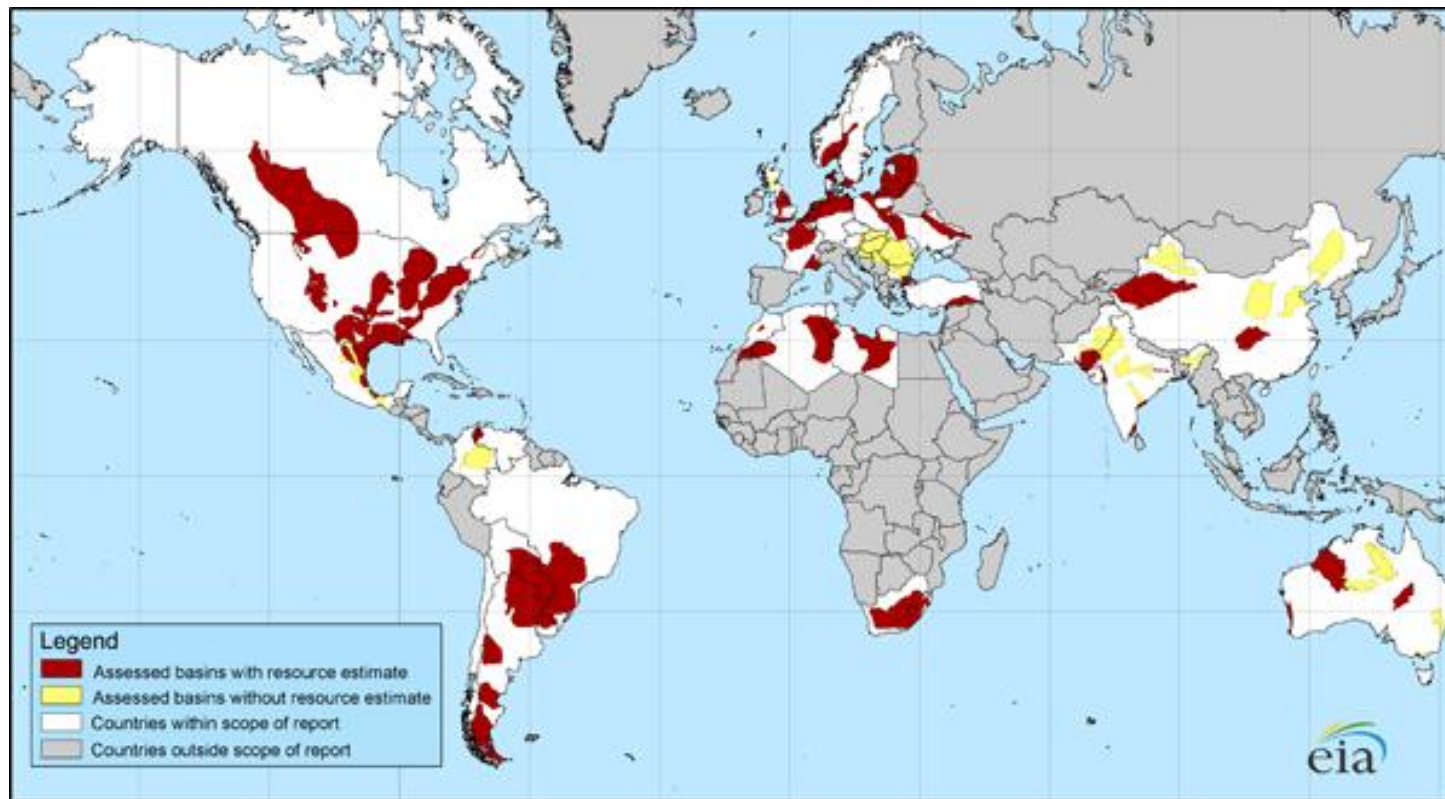 Legend
Assessed basins with resource estimate
Assessed basins without resource estimate
Countries within scope of report
Countries outside scope of report
eia